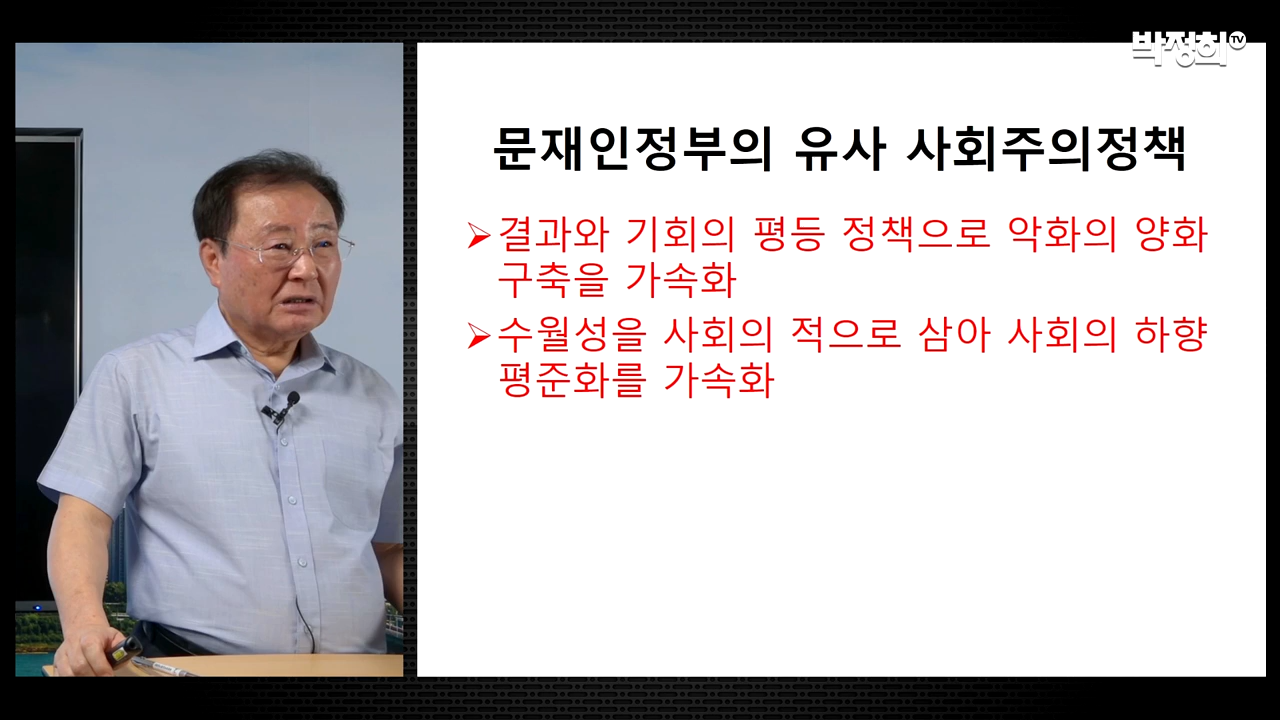 박정희TV
문재인정부의 유사 사회주의정책
➢결과와 기회의 평등 정책으로 악화의 양화
구축을 가속화
➢수월성을 사회의 적으로 삼아 사회의 하향
평준화를 가속화